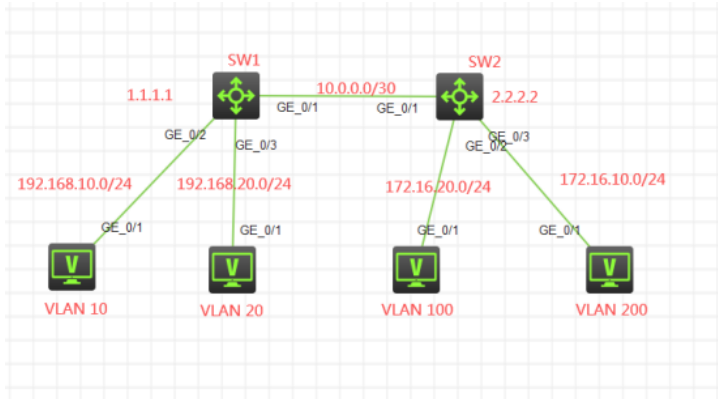 SW1
SW2
1.1.1.1
10.0.0.0/30
2.2.2.2
GE_0/1
GE_0/1
GE_0/2
GE_0/3
GE_0/2
GE_0/3
192.168.10.0/24
192.168.20.0/24
172.16.20.0/24
172.16.10.0/24
GE_0/1
GE_0/1
GE_0/1
GE_0/1
V
V
V
V
VLAN 10
VLAN 20
VLAN 100
VLAN 200